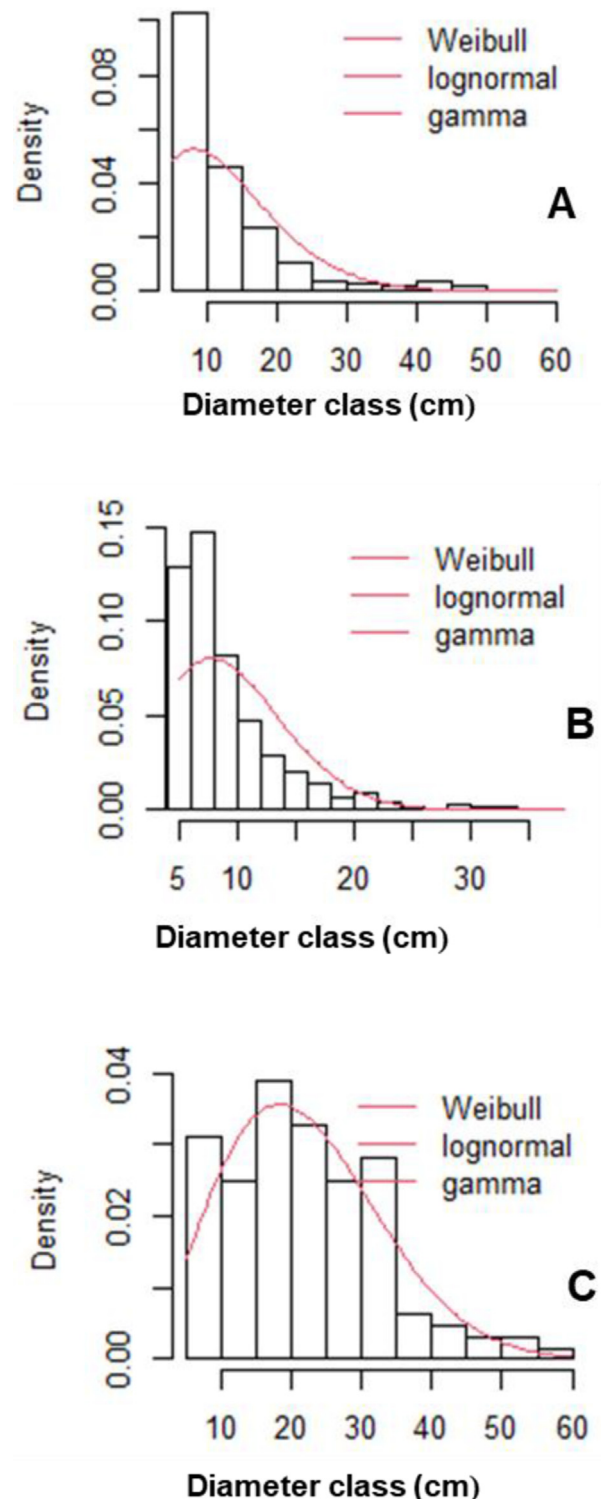 Weibull
lognormal
gamma
Density
0.00 0.04 0.08
A
10 20 30 40 50 60
Diameter class (cm)
Weibull
lognormal
gamma
Density
0.00 0.05 0.10 0.15
B
5 10 20 30
Diameter class (cm)
Weibull
lognormal
gamma
Density
0.00 0.02 0.04
C
10 20 30 40 50 60
Diameter class (cm)